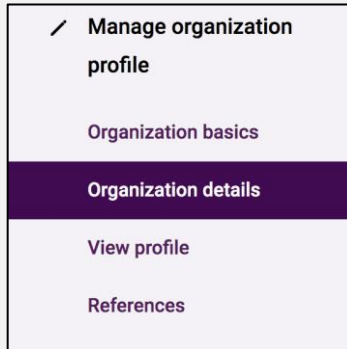 Manage organization
profile
Organization basics
Organization details
View profile
References